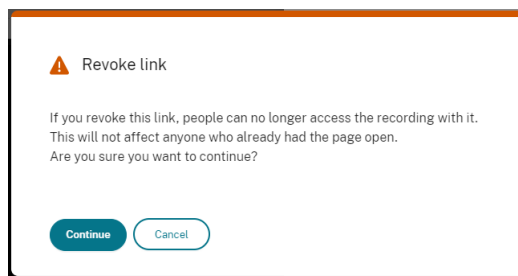 Revoke link
If you revoke this link, people can no longer access the recording with it.
This will not affect anyone who already had the page open.
Are you sure you want to continue?
Continue
Cancel